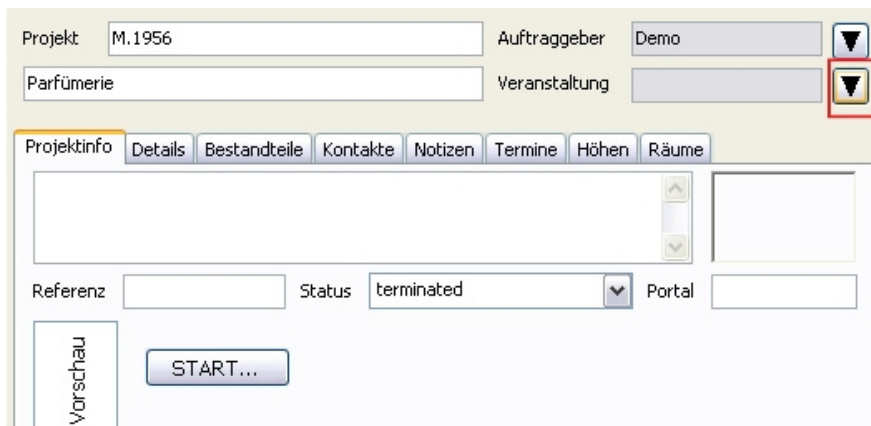 Projekt M.1956 Auftraggeber Demo
Parfümerie Veranstaltung
Projektinfo Details Bestandteile Kontakte Notizen Termine Höhen Räume
Referenz Status terminated Portal
Vorschau
START...